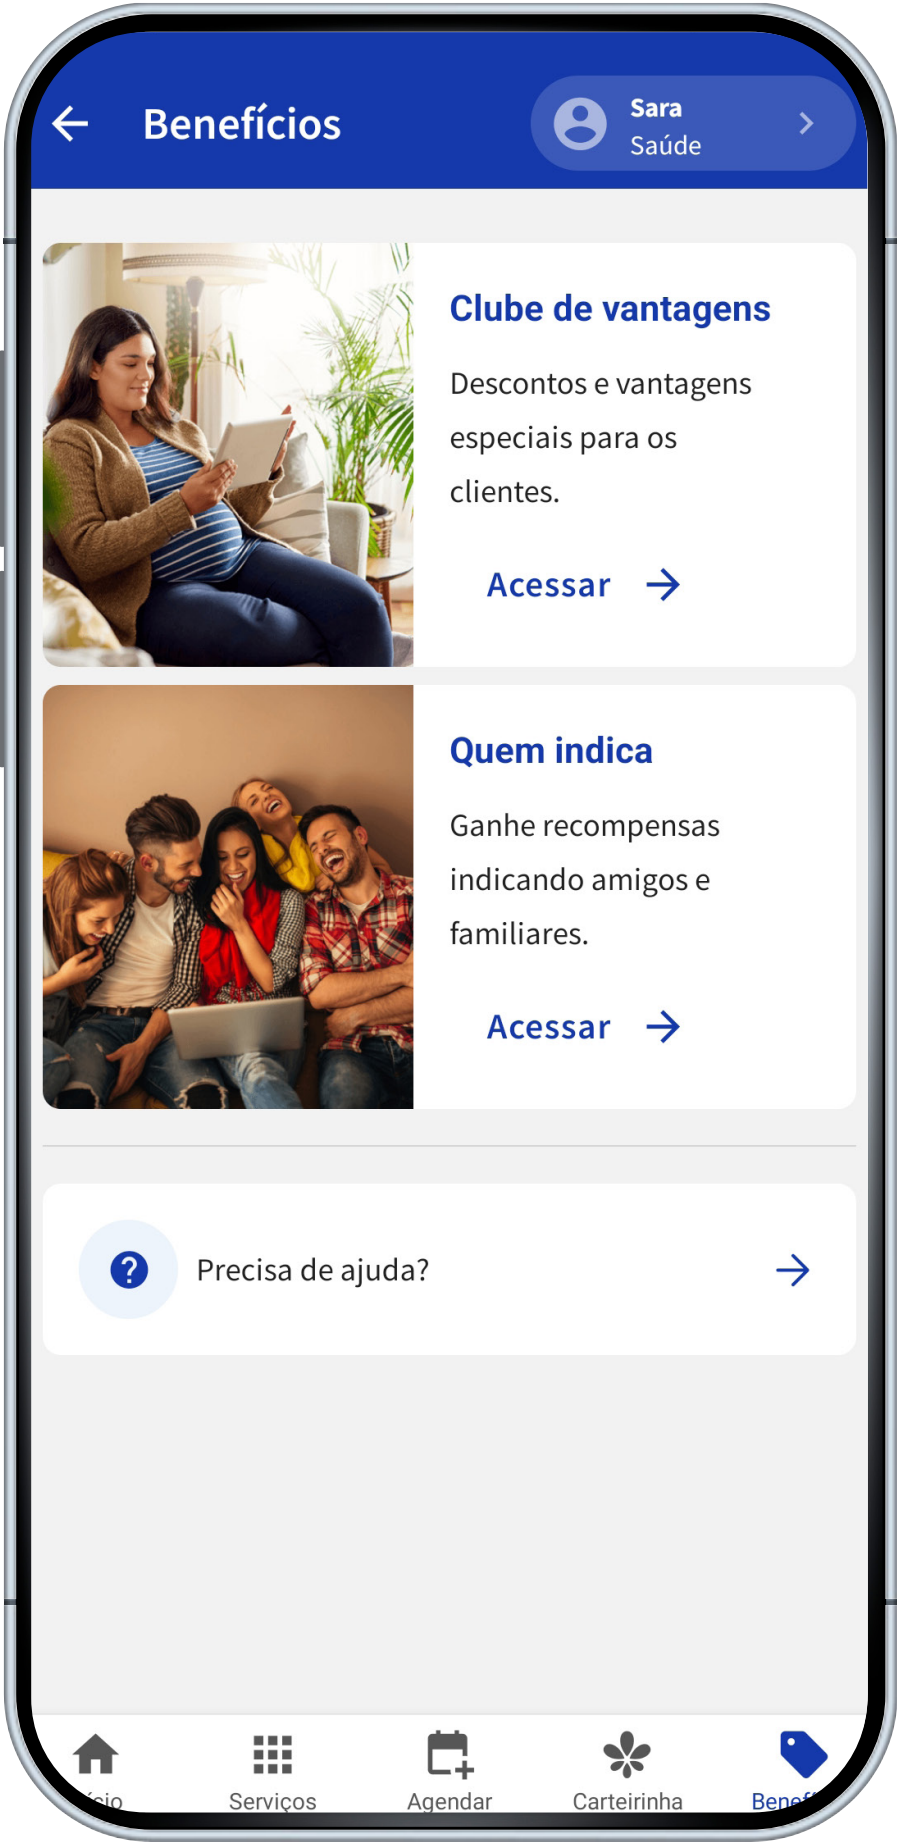 Benefícios
Sara
Saúde
Clube de vantagens
Descontos e vantagens
especiais para os
clientes.
Acessar
Quem indica
Ganhe recompensas
indicando amigos e
familiares.
Acessar
Precisa de ajuda?
Serviços
Agendar
Carteirinha